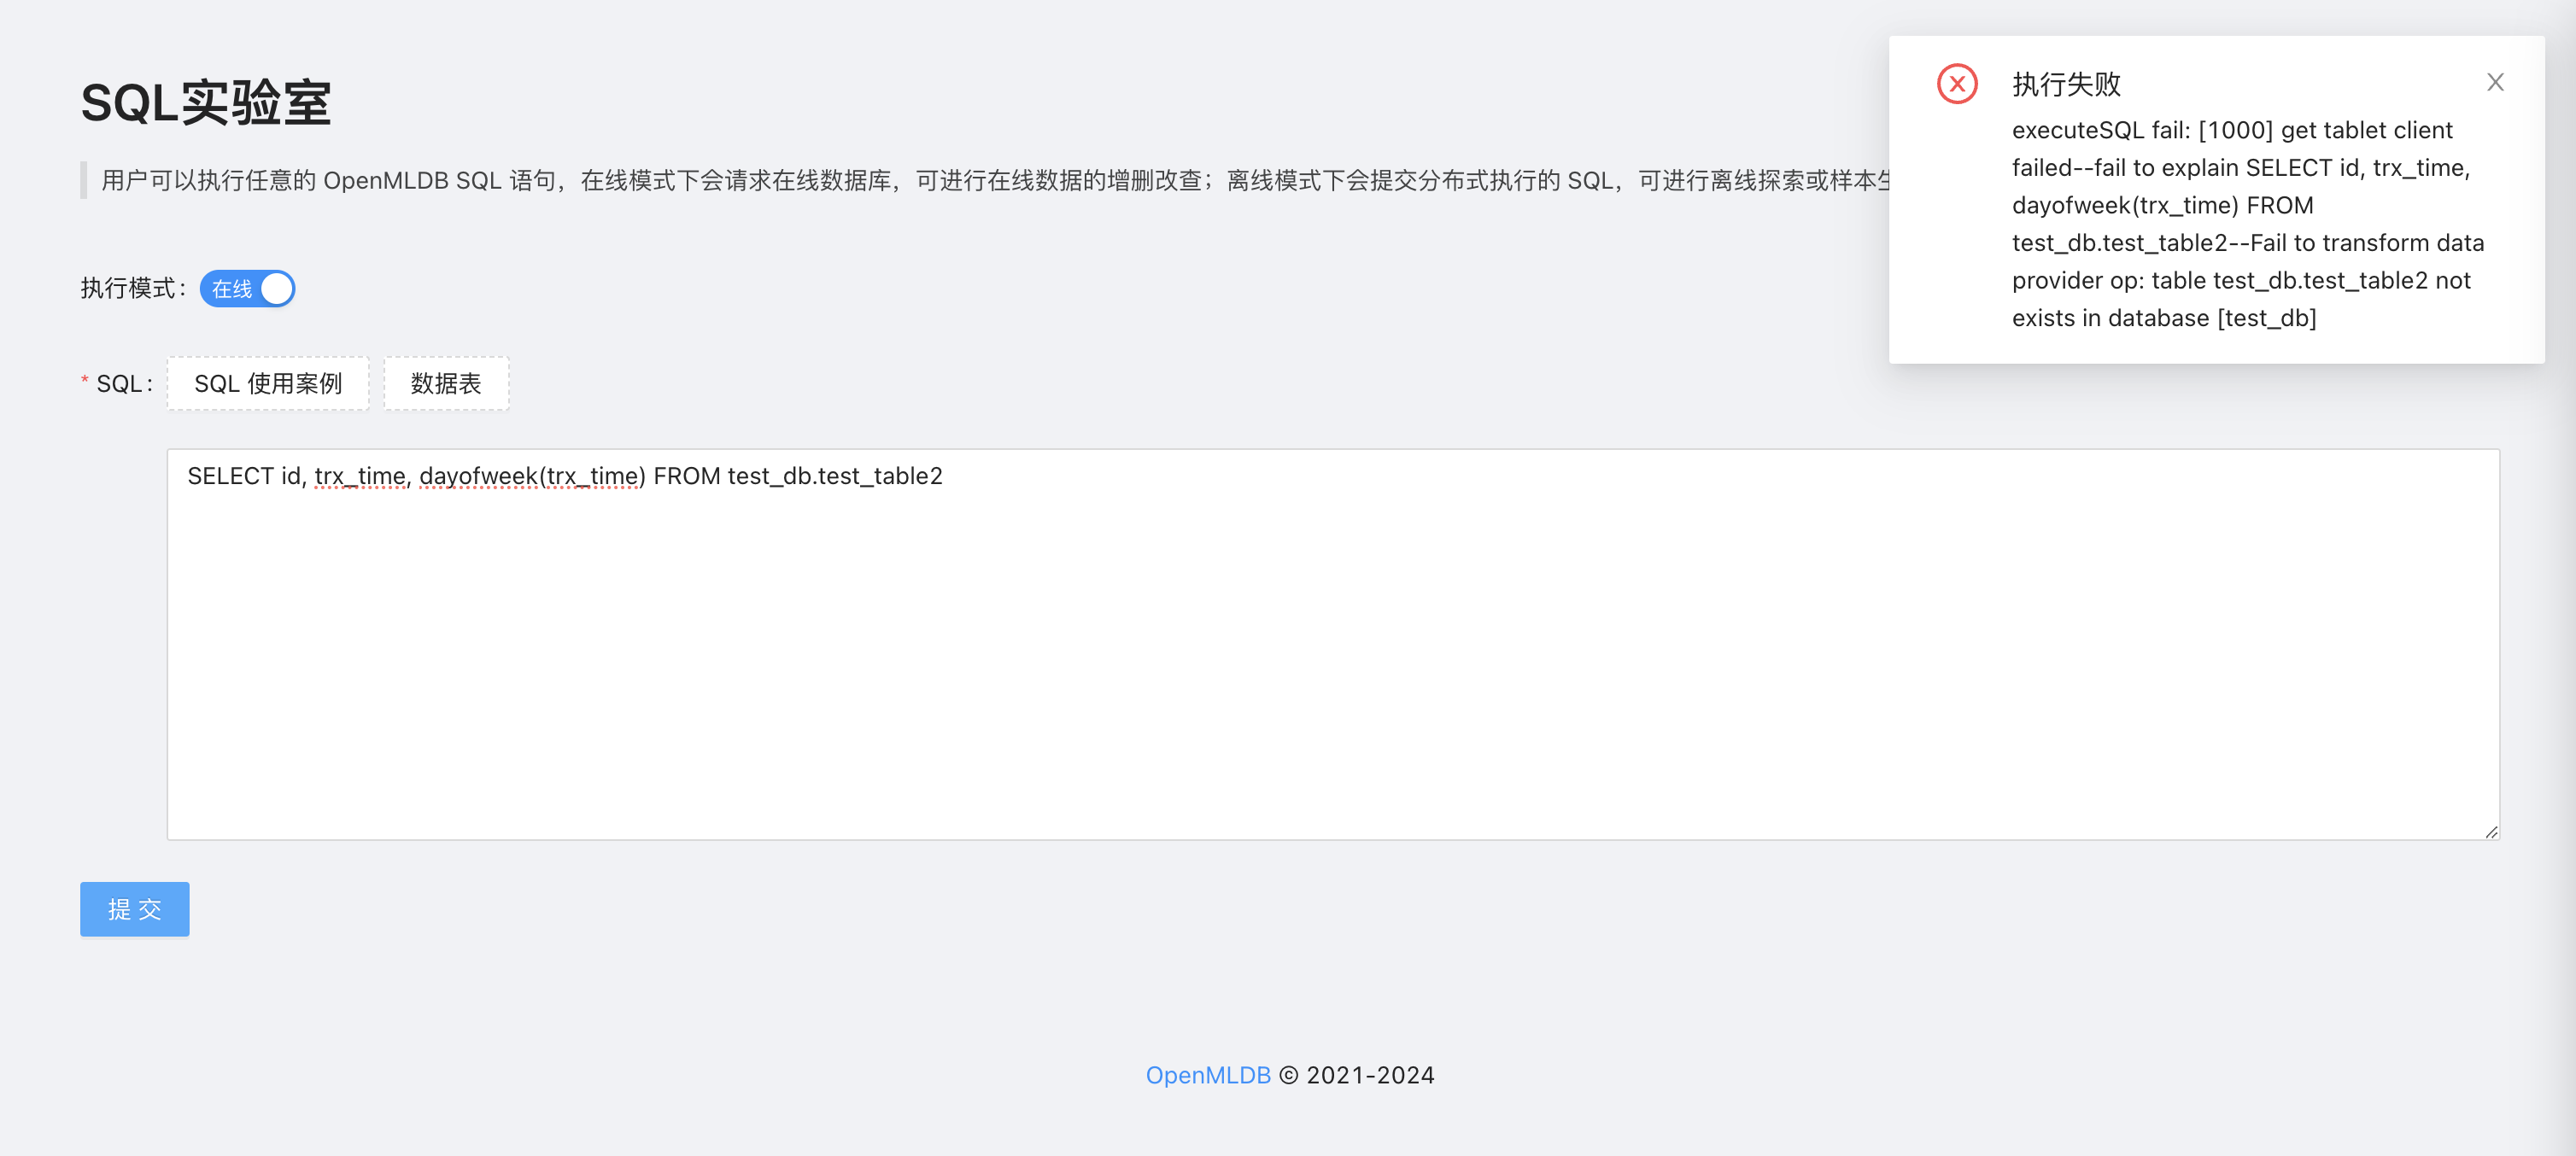 SQL实验室
用户可以执行任意的 OpenMLDB SQL 语句，在线模式下会请求在线数据库，可进行在线数据的增删改查；离线模式下会提交分布式执行的 SQL，可进行离线探索或样本
执行模式：
在线
* SQL：
SQL 使用案例
数据表
SELECT id, trx_time, dayofweek(trx_time) FROM test_db.test_table2
提 交
执行失败
executeSQL fail: [1000] get tablet client
failed--fail to explain SELECT id, trx_time,
dayofweek(trx_time) FROM
test_db.test_table2--Fail to transform data
provider op: table test_db.test_table2 not
exists in database [test_db]
OpenMLDB © 2021-2024